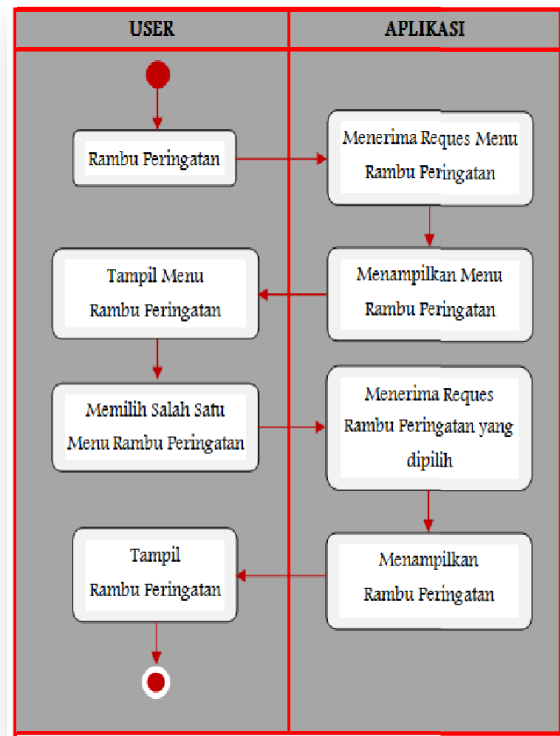 USER
APLIKASI
Rambu Peringatan
Menerima Reques Menu
Rambu Peringatan
Menampilkan Menu
Rambu Peringatan
Tampil Menu
Rambu Peringatan
Memilih Salah Satu
Menu Rambu Peringatan
Menerima Reques
Rambu Peringatan yang
dipilih
Menampilkan
Rambu Peringatan
Tampil
Rambu Peringatan